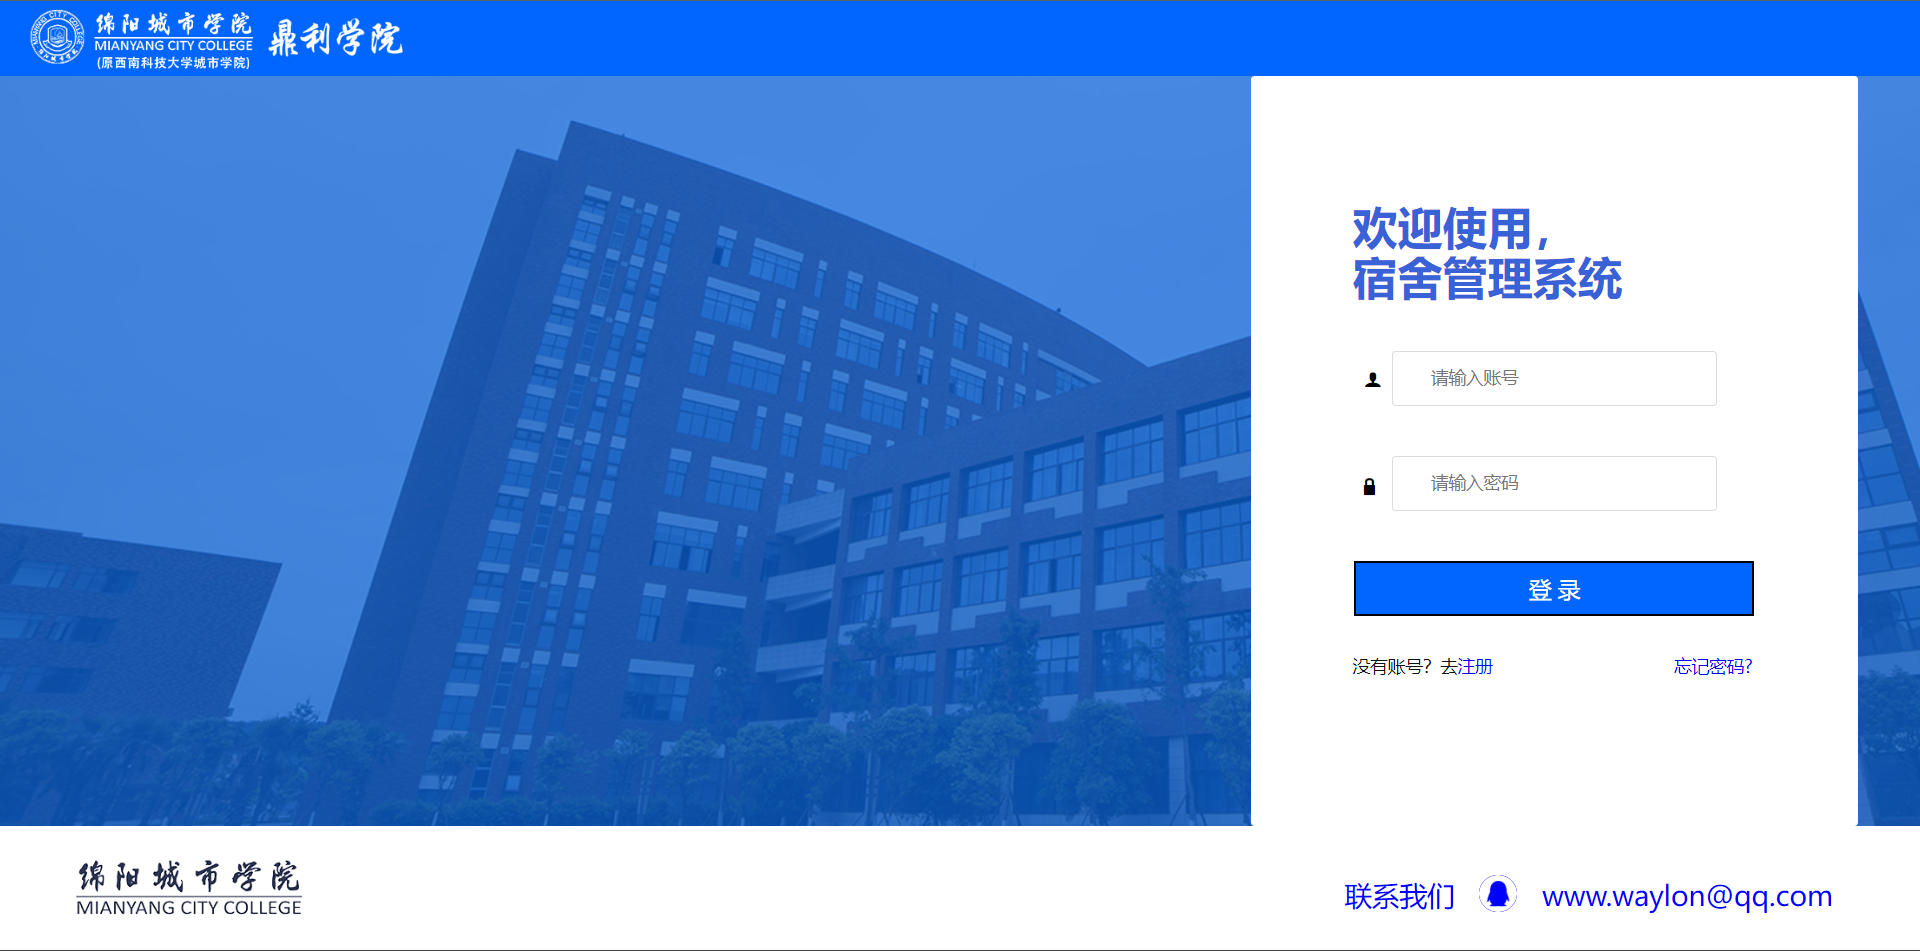 绵阳城市学院
MIANYANG CITY COLLEGE
(原西南科技大学城市学院)
鼎利学院
欢迎使用，
宿舍管理系统
请输入账号
请输入密码
登 录
没有账号？去注册
忘记密码?
绵阳城市学院
MIANYANG CITY COLLEGE
联系我们
www.waylon@qq.com